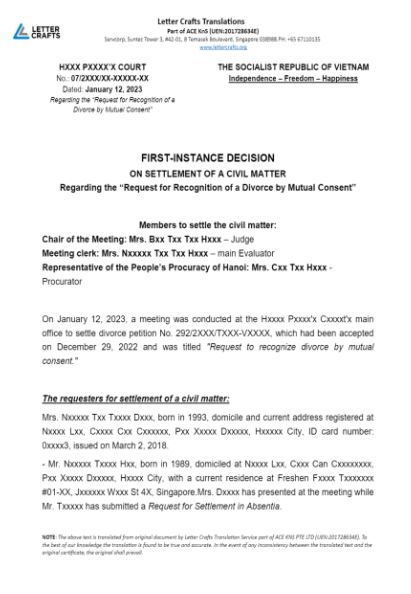 LETTER
CRAFTS
Letter Crafts Translations
Part of ACE KnS (UEN:201728634E)
Servcorp, Suntec Tower 3, #42-01, 8 Temasek Boulevard, Singapore 038988 PH: +65 67110135
www.lettercrafts.org
HXXX PXXXX'X COURT
No.: 07/2XXX/XX-XXXXX-XX
Dated: January 12, 2023
Regarding the "Request for Recognition of a
Divorce by Mutual Consent"
THE SOCIALIST REPUBLIC OF VIETNAM
Independence – Freedom – Happiness
FIRST-INSTANCE DECISION
ON SETTLEMENT OF A CIVIL MATTER
Regarding the "Request for Recognition of a Divorce by Mutual Consent"
Members to settle the civil matter:
Chair of the Meeting: Mrs. Bxx Txx Txx Hxxx – Judge
Meeting clerk: Mrs. Nxxxxx Txx Txx Hxxx – main Evaluator
Representative of the People's Procuracy of Hanoi: Mrs. Cxx Txx Hxxx -
Procurator
On January 12, 2023, a meeting was conducted at the Hxxxx Pxxxx'x Cxxxxt'x main
office to settle divorce petition No. 292/2XXX/TXXX-VXXXX, which had been accepted
on December 29, 2022 and was titled "Request to recognize divorce by mutual
consent."
The requesters for settlement of a civil matter:
Mrs. Nxxxxx Txx Txxxx Dxxx, born in 1993, domicile and current address registered at
Nxxxx Lxx, Cxxxx Cxx Cxxxxxx, Pxx Xxxxx Dxxxxx, Hxxxxx City, ID card number:
0xxxx3, issued on March 2, 2018.
- Mr. Nxxxxx Txxxx Hxx, born in 1989, domiciled at Nxxxx Lxx, Cxxx Can Cxxxxxxxx,
Pxx Xxxxx Dxxxxx, Hxxxx City, with a current residence at Freshen Fxxxx Txxxxxxx
#01-XX, Jxxxxxx Wxxx St 4X, Singapore.Mrs. Dxxxx has presented at the meeting while
Mr. Txxxxx has submitted a Request for Settlement in Absentia.
NOTE: The above text is translated from original document by Letter Crafts Translation Service part of ACE KNS PTE LTD (UEN:201728634E). To
the best of our knowledge the translation is found to be true and accurate. In the event of any inconsistency between the translated text and the
original certificate, the original shall prevail.